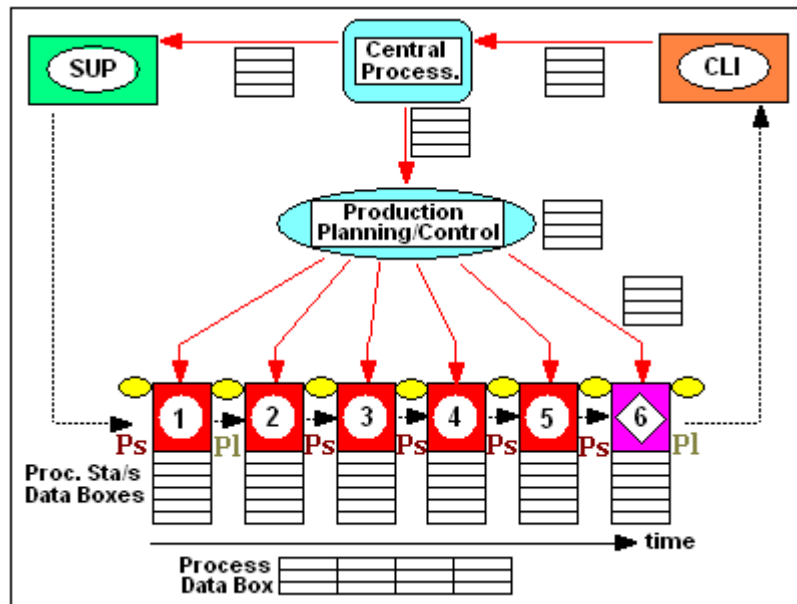 SUP
Central
Process.
CLI
Production
Planning/Control
1
2
3
4
5
6
Ps
Pl
Ps
Ps
Ps
Ps
Pl
Proc. Sta/s
Data Boxes
time
Process
Data Box